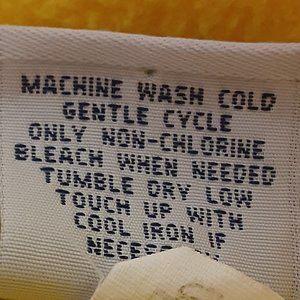 MACHINE WASH COLD
GENTLE CYCLE
ONLY NON-CHLORINE
BLEACH WHEN NEEDED
TUMBLE DRY LOW
TOUCH UP WITH
COOL IRON IF